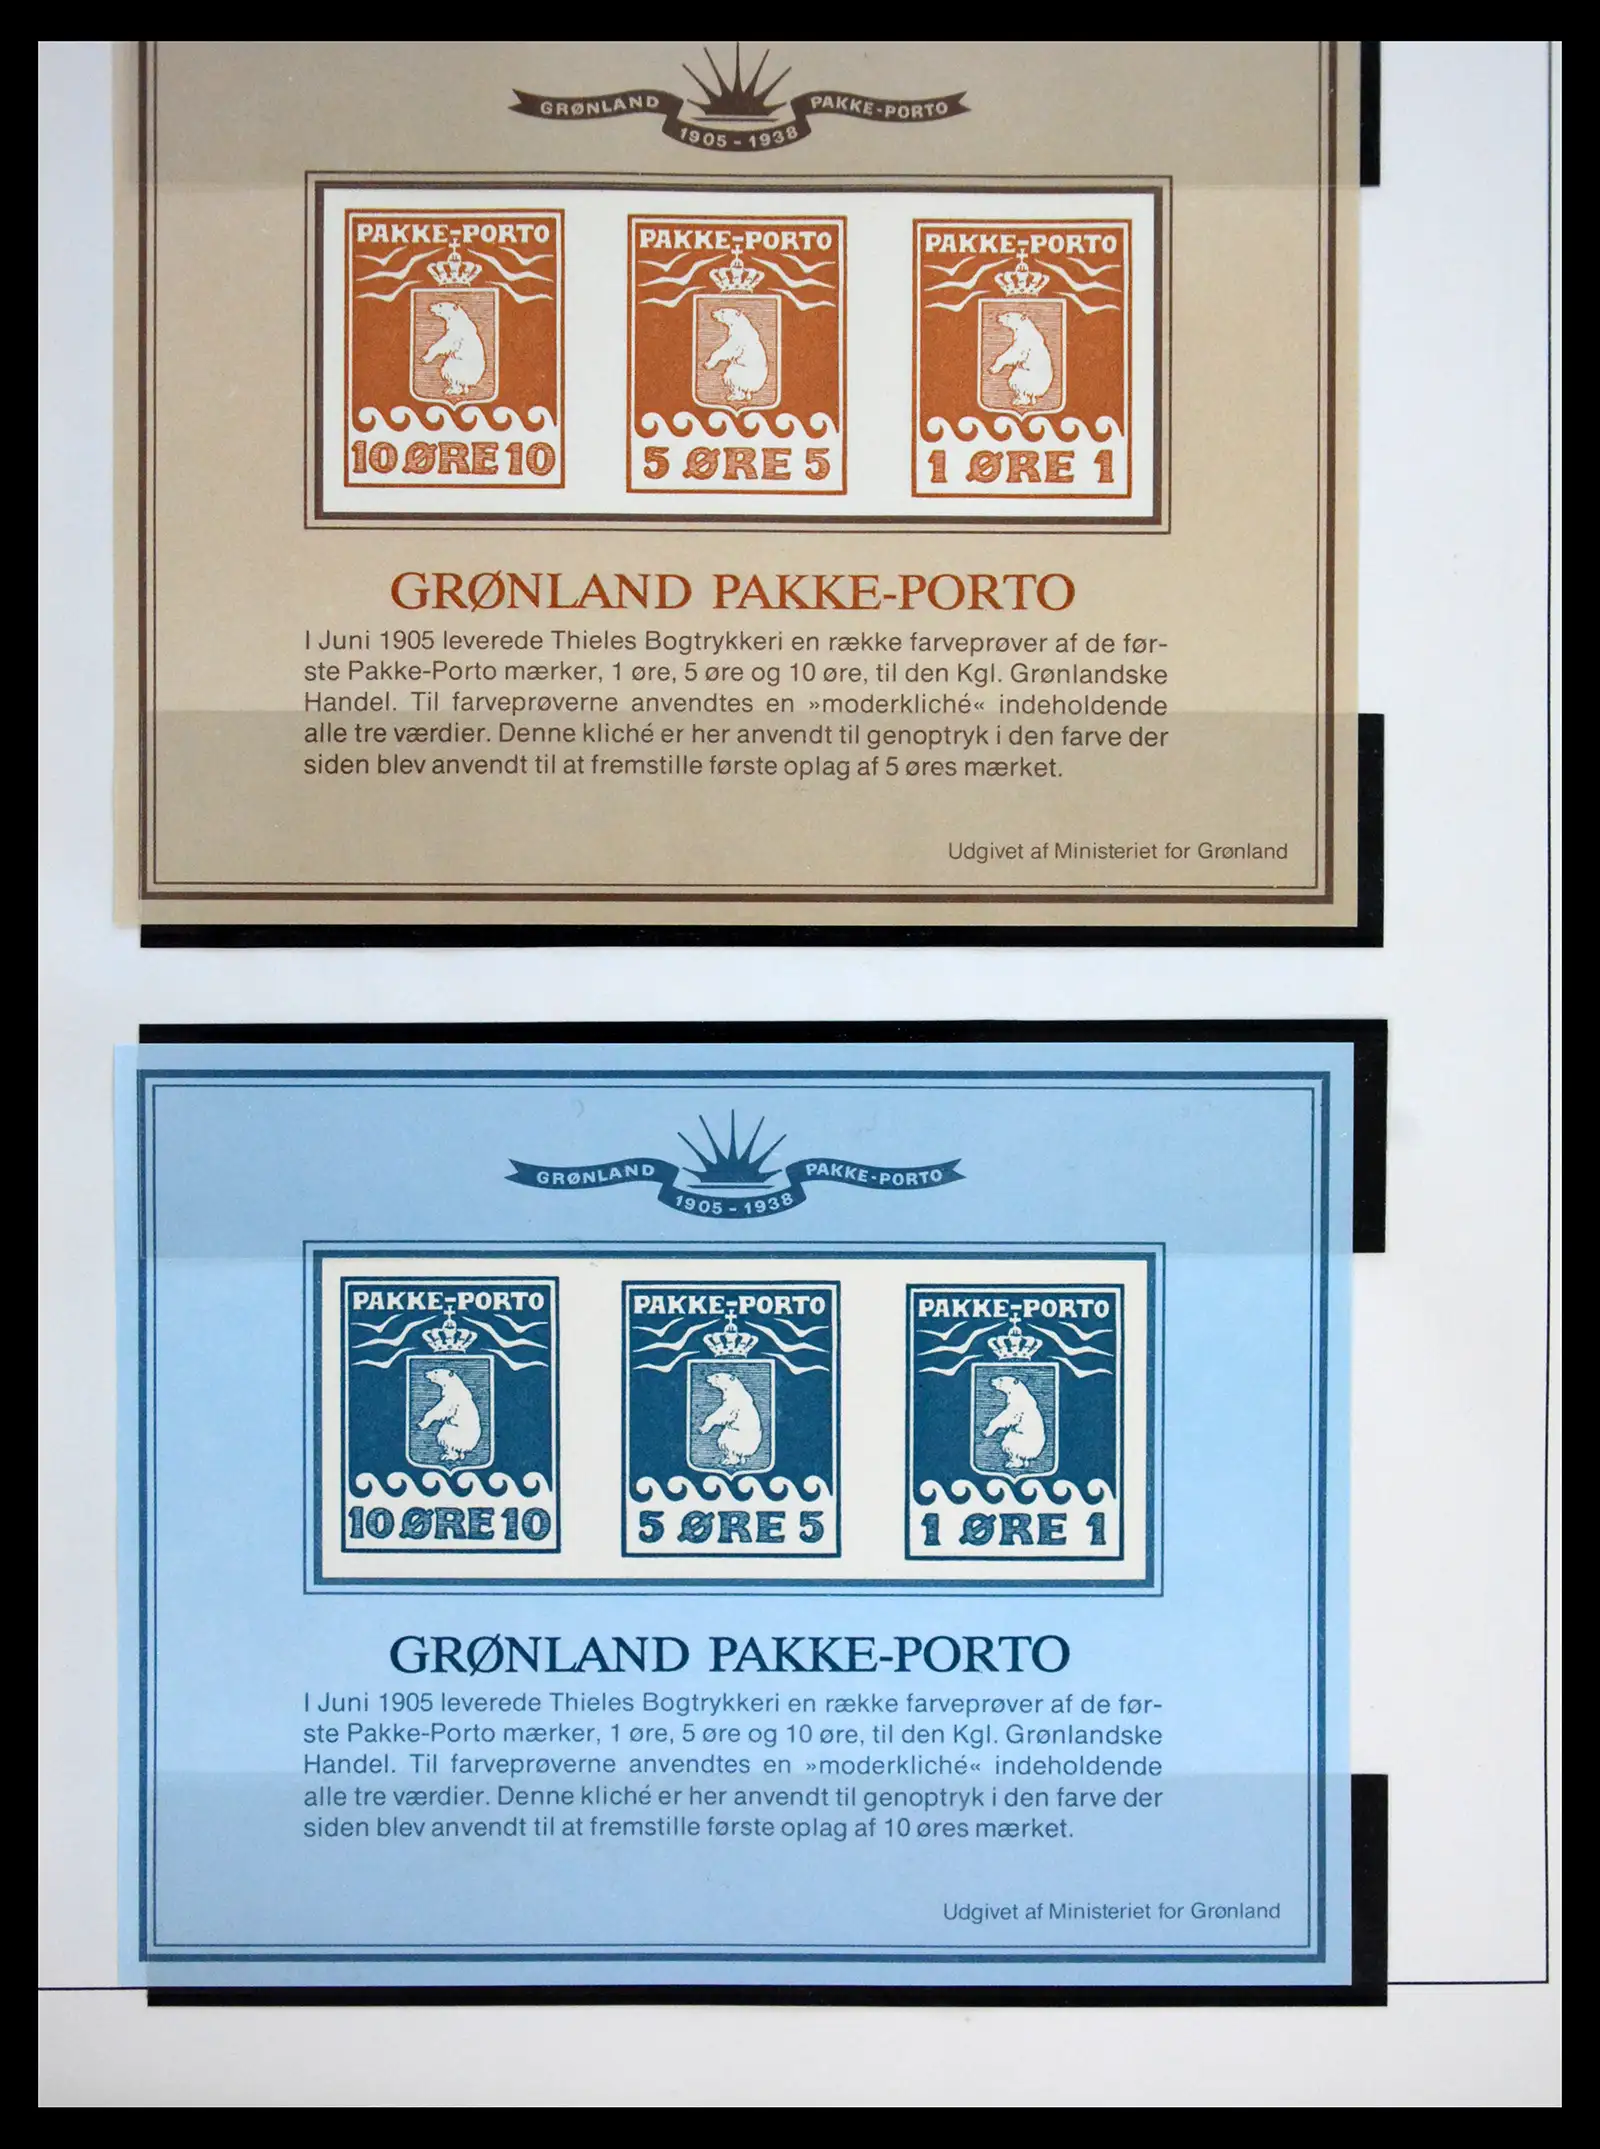 GRØNLAND PAKKE-PORTO
1905 - 1938
PAKKE-PORTO PAKKE-PORTO PAKKE-PORTO
10 ØRE 10 5 ØRE 5 1 ØRE 1
GRØNLAND PAKKE-PORTO
I Juni 1905 leverede Thieles Bogtrykkeri en række farveprøver af de før-
ste Pakke-Porto mærker, 1 øre, 5 øre og 10 øre, til den Kgl. Grønlandske
Handel. Til farveprøverne anvendtes en »moderkliché« indeholdende
alle tre værdier. Denne kliché er her anvendt til genoptryk i den farve der
siden blev anvendt til at fremstille første oplag af 5 øres mærket.
Udgivet af Ministeriet for Grønland
GRØNLAND PAKKE-PORTO
1905 - 1938
PAKKE-PORTO PAKKE-PORTO PAKKE-PORTO
10 ØRE 10 5 ØRE 5 1 ØRE 1
GRØNLAND PAKKE-PORTO
I Juni 1905 leverede Thieles Bogtrykkeri en række farveprøver af de før-
ste Pakke-Porto mærker, 1 øre, 5 øre og 10 øre, til den Kgl. Grønlandske
Handel. Til farveprøverne anvendtes en »moderkliché« indeholdende
alle tre værdier. Denne kliché er her anvendt til genoptryk i den farve der
siden blev anvendt til at fremstille første oplag af 10 øres mærket.
Udgivet af Ministeriet for Grønland